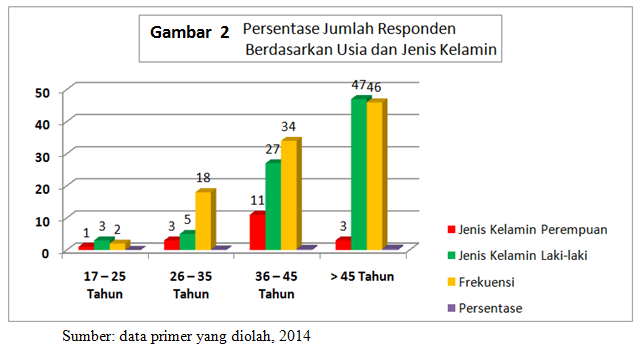 Gambar 2 Persentase Jumlah Responden
Berdasarkan Usia dan Jenis Kelamin
50
40
30
20
10
0
1 3 2
3 5 18
11 27 34
3 47 46
17 – 25 Tahun
26 – 35 Tahun
36 – 45 Tahun
> 45 Tahun
Jenis Kelamin Perempuan
Jenis Kelamin Laki-laki
Frekuensi
Persentase
Sumber: data primer yang diolah, 2014